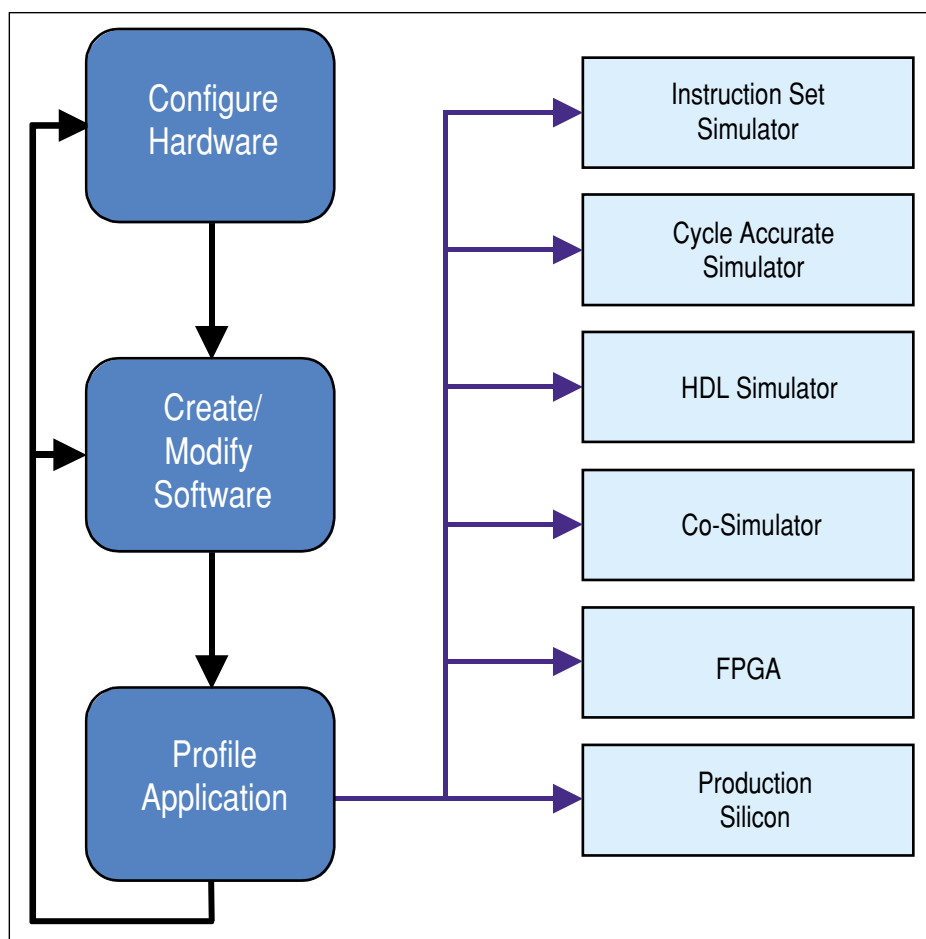 Configure
Hardware
Create/
Modify
Software
Profile
Application
Instruction Set
Simulator
Cycle Accurate
Simulator
HDL Simulator
Co-Simulator
FPGA
Production
Silicon